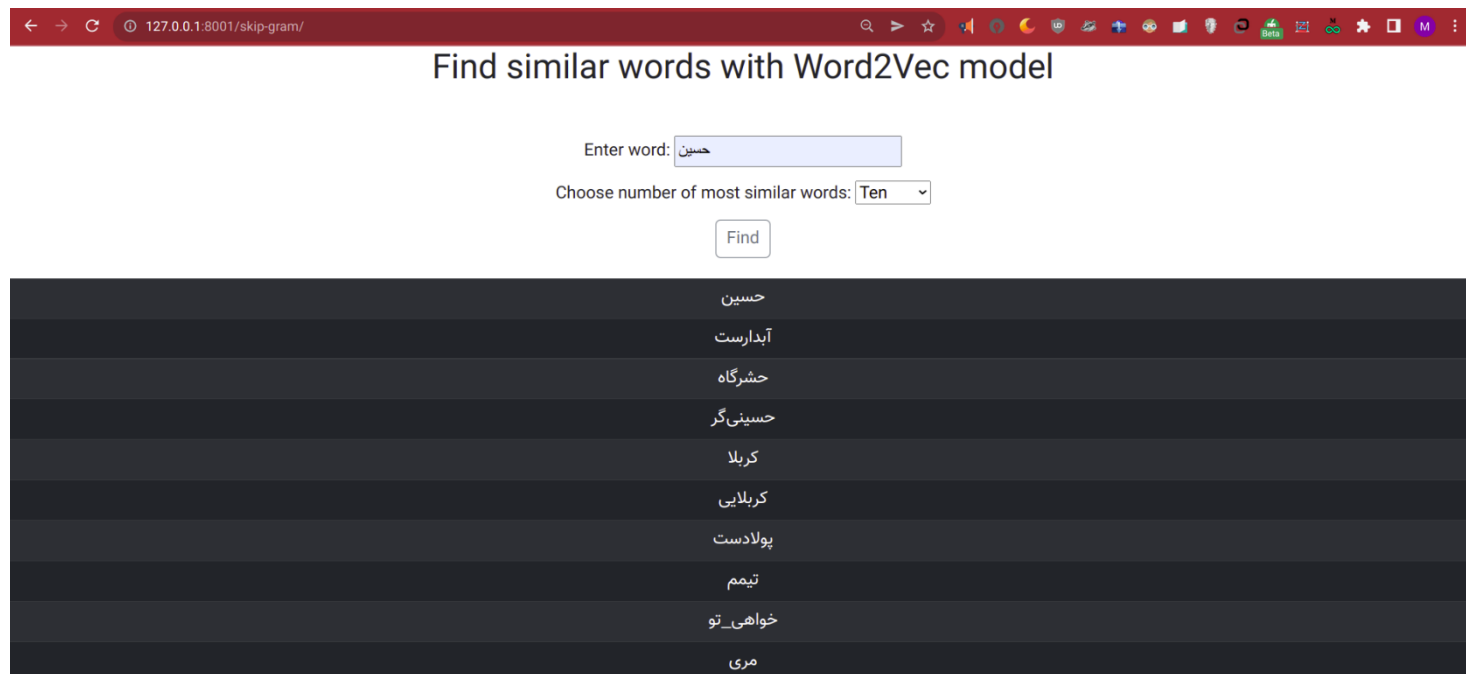 127.0.0.1:8001/skip-gram/
Beta
M
Find similar words with Word2Vec model
Enter word: حسین
Choose number of most similar words: Ten
Find
حسین
آبدارست
حشرگاه
حسینی‌گر
کربلا
کربلایی
پولادست
تیمم
خواهی_تو
مری